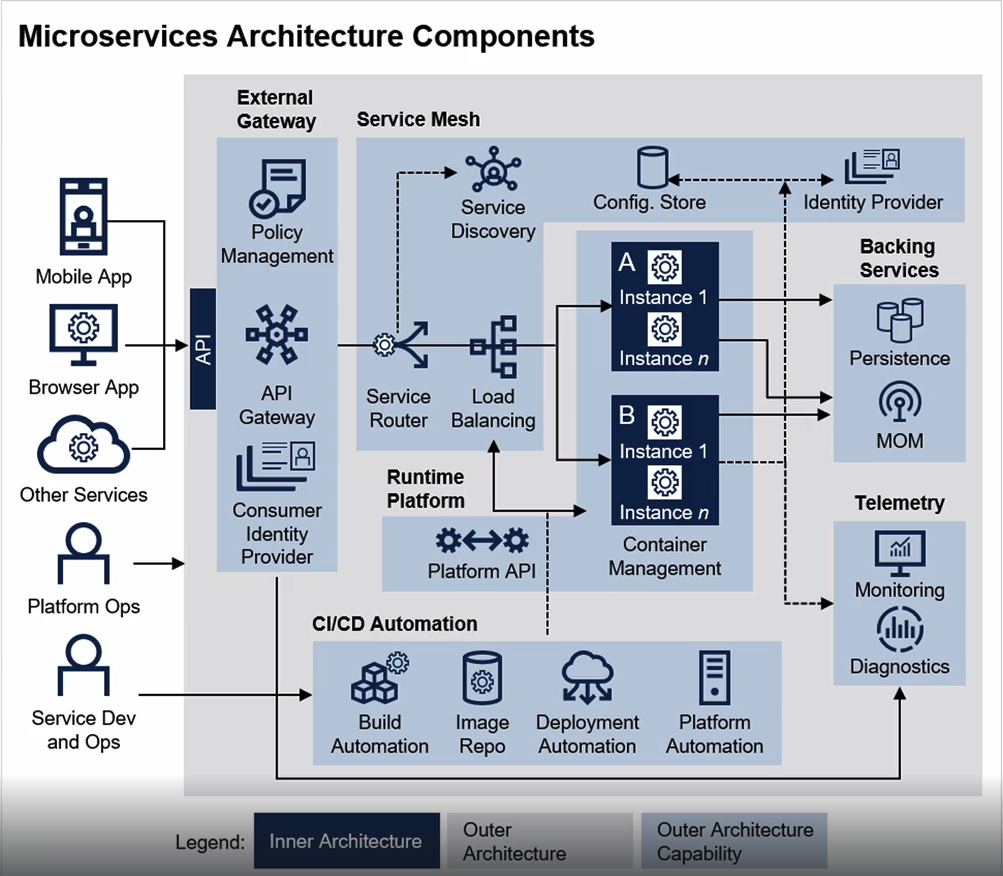 Microservices Architecture Components
External
Gateway
Service Mesh
Policy
Management
API
API
Gateway
Consumer
Identity
Provider
Mobile App
Browser App
Other Services
Platform Ops
Service Dev
and Ops
Service
Discovery
Config. Store
Identity Provider
Service
Router
Load
Balancing
A
Instance 1
Instance n
B
Instance 1
Instance n
Container
Management
Backing
Services
Persistence
MOM
Runtime
Platform
Platform API
Telemetry
Monitoring
Diagnostics
CI/CD Automation
Build
Automation
Image
Repo
Deployment
Automation
Platform
Automation
Legend:
Inner Architecture
Outer
Architecture
Outer Architecture
Capability